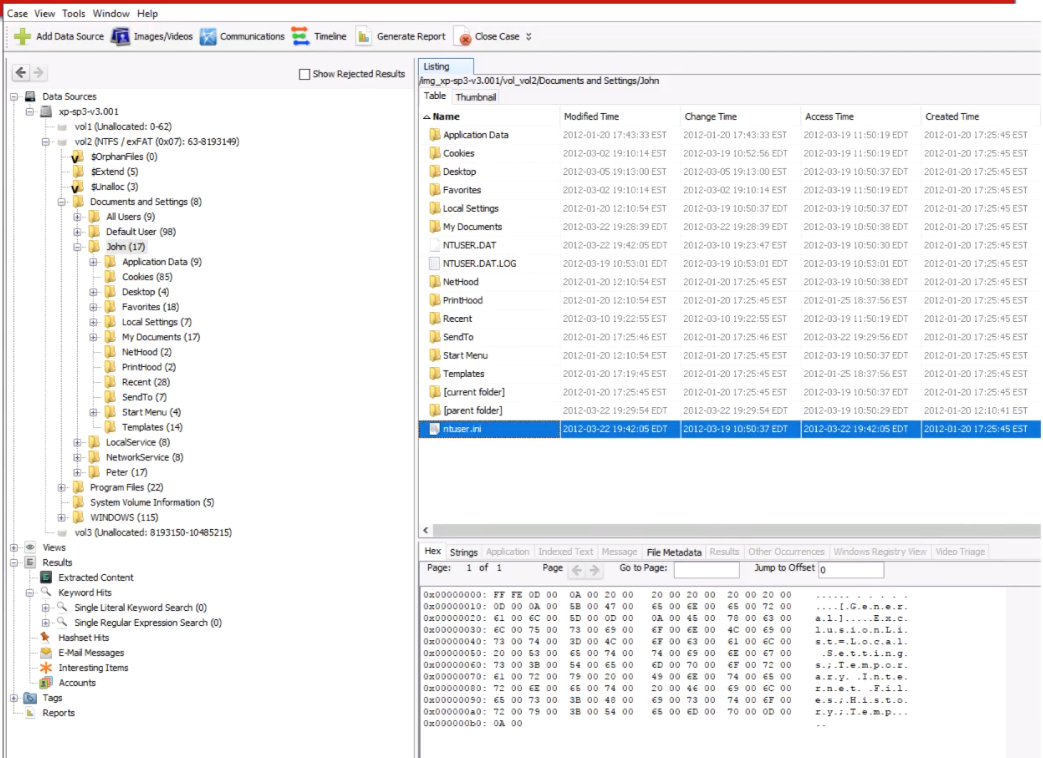 Case View Tools Window Help
Add Data Source Images/Videos Communications Timeline Generate Report Close Case
Show Rejected Results
Data Sources
xp-sp3-v3.001
vol1 (Unallocated: 0-62)
vol2 (NTFS / exFAT (0x07): 63-8193149)
$OrphanFiles (0)
$Extend (5)
$Unalloc (3)
Documents and Settings (8)
All Users (9)
Default User (98)
John (17)
Application Data (9)
Cookies (85)
Desktop (4)
Favorites (18)
Local Settings (7)
My Documents (17)
NetHood (2)
PrintHood (2)
Recent (28)
SendTo (7)
Start Menu (4)
Templates (14)
LocalService (8)
NetworkService (8)
Peter (17)
Program Files (22)
System Volume Information (5)
WINDOWS (115)
vol3 (Unallocated: 8193150-10485215)
Views
Results
Extracted Content
Keyword Hits
Single Literal Keyword Search (0)
Single Regular Expression Search (0)
Hashset Hits
E-Mail Messages
Interesting Items
Accounts
Tags
Reports
Listing
/img_xp-sp3-v3.001/vol_vol2/Documents and Settings/John
Table Thumbnail
Name Modified Time Change Time Access Time Created Time
Application Data 2012-01-20 17:43:33 EST 2012-01-20 17:43:33 EST 2012-03-19 11:50:19 EDT 2012-01-20 17:25:45 EST
Cookies 2012-03-02 19:10:14 EST 2012-03-19 10:52:56 EDT 2012-03-19 11:50:19 EDT 2012-01-20 17:25:45 EST
Desktop 2012-03-05 19:13:00 EST 2012-03-05 19:13:00 EST 2012-03-19 10:50:37 EDT 2012-01-20 17:25:45 EST
Favorites 2012-03-02 19:10:14 EST 2012-03-02 19:10:14 EST 2012-03-19 11:50:19 EDT 2012-01-20 17:25:45 EST
Local Settings 2012-01-20 12:10:54 EST 2012-03-19 10:50:37 EDT 2012-03-19 10:50:37 EDT 2012-01-20 17:25:45 EST
My Documents 2012-03-22 19:28:39 EDT 2012-03-22 19:28:39 EDT 2012-03-19 10:50:38 EDT 2012-01-20 17:25:45 EST
NTUSER.DAT 2012-03-22 19:42:05 EDT 2012-03-10 19:23:47 EST 2012-03-19 10:50:30 EDT 2012-01-20 17:25:45 EST
NTUSER.DAT.LOG 2012-03-19 10:53:01 EDT 2012-03-19 10:53:01 EDT 2012-03-19 10:53:01 EDT 2012-01-20 17:25:45 EST
NetHood 2012-01-20 12:10:54 EST 2012-01-20 17:25:45 EST 2012-03-19 10:50:38 EDT 2012-01-20 17:25:45 EST
PrintHood 2012-01-20 12:10:54 EST 2012-01-20 17:25:45 EST 2012-01-25 18:37:56 EST 2012-01-20 17:25:45 EST
Recent 2012-03-10 19:22:55 EST 2012-03-10 19:22:55 EST 2012-03-19 11:50:19 EDT 2012-01-20 17:25:45 EST
SendTo 2012-01-20 17:25:46 EST 2012-01-20 17:25:46 EST 2012-03-22 19:29:56 EDT 2012-01-20 17:25:45 EST
Start Menu 2012-01-20 12:10:54 EST 2012-01-20 17:25:45 EST 2012-03-19 10:50:37 EDT 2012-01-20 17:25:45 EST
Templates 2012-01-20 17:19:45 EST 2012-01-20 17:25:45 EST 2012-01-25 18:37:56 EST 2012-01-20 17:25:45 EST
[current folder] 2012-01-20 17:25:45 EST 2012-01-20 17:25:45 EST 2012-03-19 10:50:37 EDT 2012-01-20 17:25:45 EST
[parent folder] 2012-03-22 19:29:54 EDT 2012-03-22 19:29:54 EDT 2012-03-19 10:50:29 EDT 2012-01-20 12:10:41 EST
ntuser.ini 2012-03-22 19:42:05 EDT 2012-03-19 10:50:37 EDT 2012-03-22 19:42:05 EDT 2012-01-20 17:25:45 EST
Hex Strings Application Indexed Text Message File Metadata Results Other Occurrences Windows Registry View Video Triage
Page: 1 of 1 Page Go to Page: Jump to Offset 0
0x00000000: FF FE 0D 00 0A 00 20 00 20 00 20 00 20 00 20 00 ...... . . . . .
0x00000010: 0D 00 0A 00 5B 00 47 00 65 00 6E 00 65 00 72 00 ....[.G.e.n.e.r.
0x00000020: 61 00 6C 00 5D 00 0D 00 0A 00 45 00 78 00 63 00 a.l.].....E.x.c.
0x00000030: 6C 00 75 00 73 00 69 00 6F 00 6E 00 4C 00 69 00 l.u.s.i.o.n.L.i.
0x00000040: 73 00 74 00 3D 00 4C 00 6F 00 63 00 61 00 6C 00 s.t.=.L.o.c.a.l.
0x00000050: 20 00 53 00 65 00 74 00 74 00 69 00 6E 00 67 00 .S.e.t.t.i.n.g.
0x00000060: 73 00 3B 00 54 00 65 00 6D 00 70 00 6F 00 72 00 s.;.T.e.m.p.o.r.
0x00000070: 61 00 72 00 79 00 20 00 49 00 6E 00 74 00 65 00 a.r.y. .I.n.t.e.
0x00000080: 72 00 6E 00 65 00 74 00 20 00 46 00 69 00 6C 00 r.n.e.t. .F.i.l.
0x00000090: 65 00 73 00 3B 00 48 00 69 00 73 00 74 00 6F 00 e.s.;.H.i.s.t.o.
0x000000a0: 72 00 79 00 3B 00 54 00 65 00 6D 00 70 00 0D 00 r.y.;.T.e.m.p...
0x000000b0: 0A 00 ..